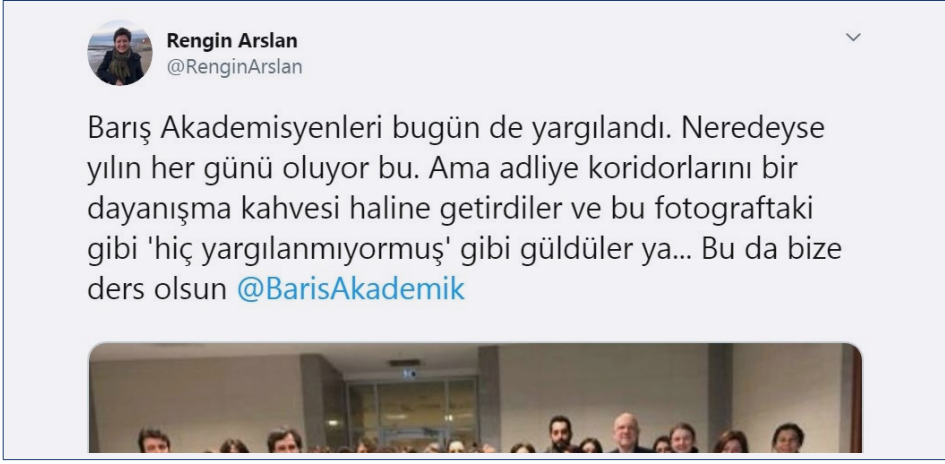 Rengin Arslan
@RenginArslan
Barış Akademisyenleri bugün de yargılandı. Neredeyse
yılın her günü oluyor bu. Ama adliye koridorlarını bir
dayanışma kahvesi haline getirdiler ve bu fotograftaki
gibi 'hiç yargılanmıyormuş' gibi güldüler ya... Bu da bize
ders olsun @BarisAkademik